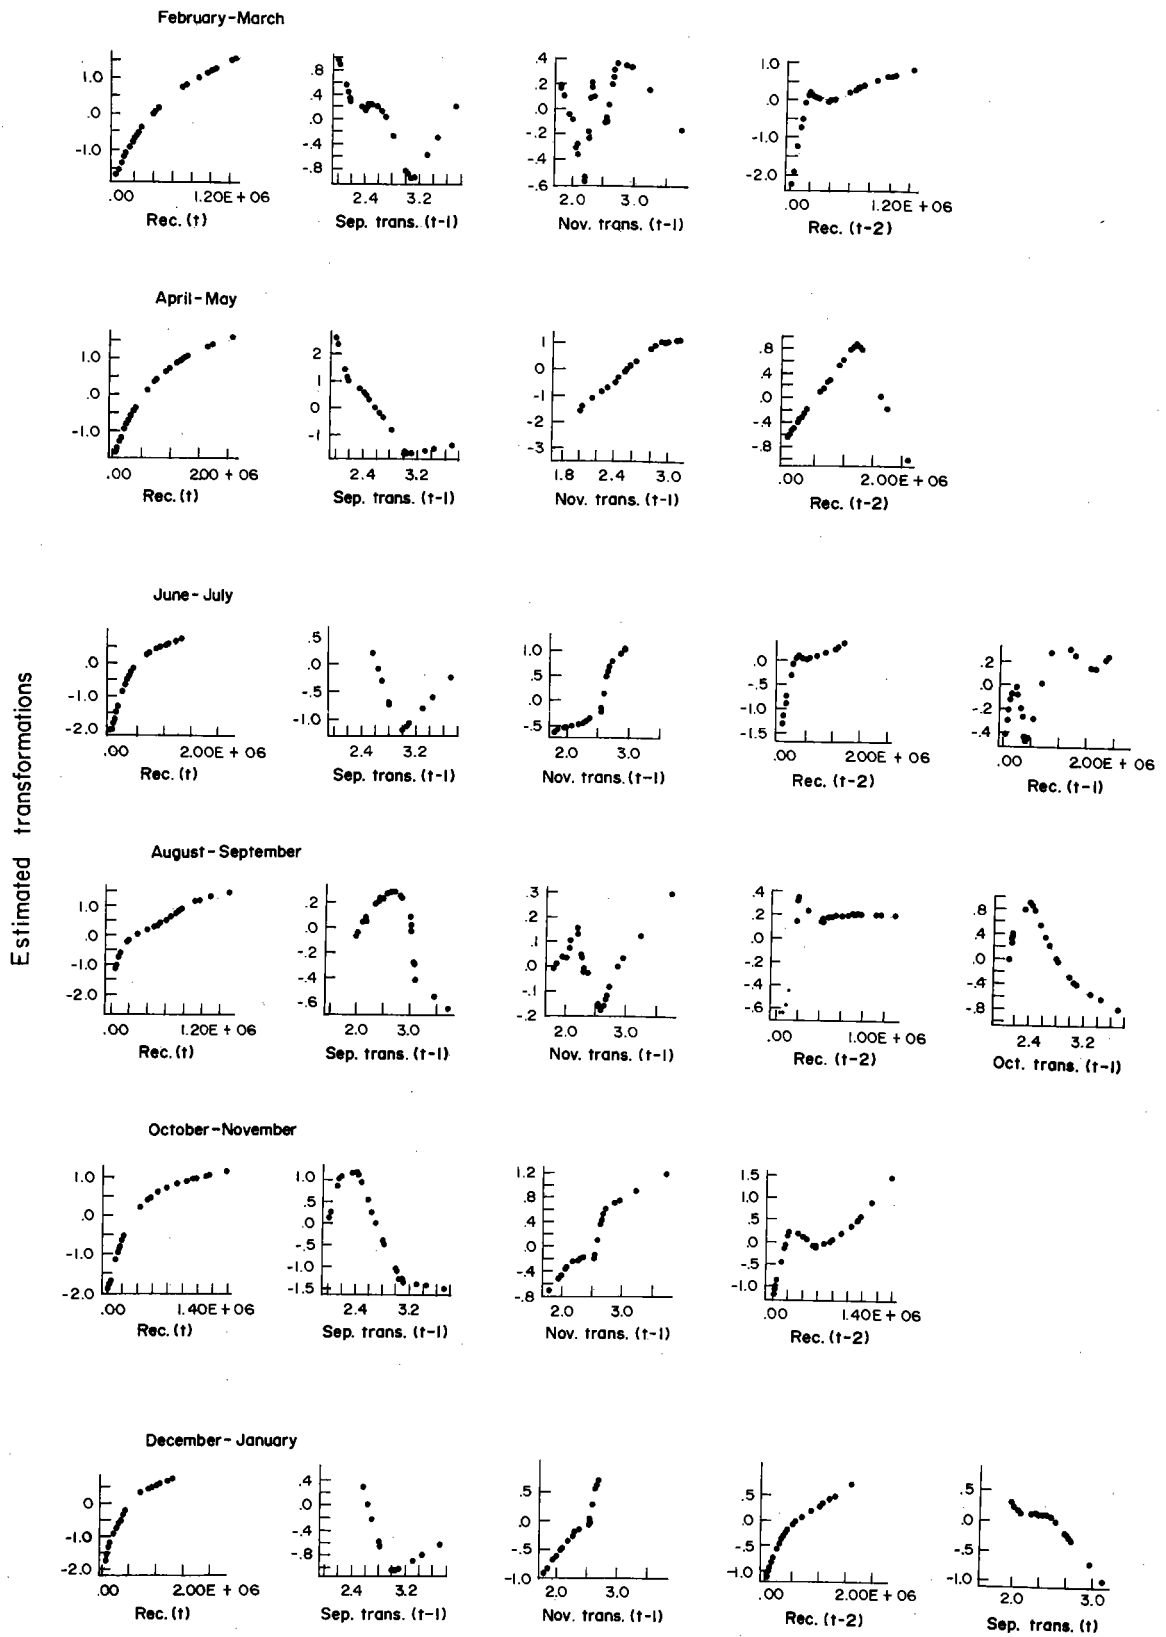 Estimated transformations
February-March
1.0
.0
-1.0
.00 1.20E+06
Rec. (t)
.8
.4
.0
-.4
-.8
2.4 3.2
Sep. trans. (t-1)
.4
.2
.0
-.2
-.4
-.6
2.0 3.0
Nov. trans. (t-1)
1.0
.0
-1.0
-2.0
.00 1.20E+06
Rec. (t-2)
April-May
1.0
.0
-1.0
.00 2.00+06
Rec. (t)
2
1
0
-1
2.4 3.2
Sep. trans. (t-1)
1
0
-1
-2
-3
1.8 2.4 3.0
Nov. trans. (t-1)
.8
.4
.0
-.4
-.8
.00 2.00E+06
Rec. (t-2)
June-July
.0
-1.0
-2.0
.00 2.00E+06
Rec. (t)
.5
.0
-.5
-1.0
2.4 3.2
Sep. trans. (t-1)
1.0
.5
.0
-.5
2.0 3.0
Nov. trans. (t-1)
.0
-.5
-1.0
-1.5
.00 2.00E+06
Rec. (t-2)
.2
.0
-.2
-.4
.00 2.00E+06
Rec. (t-1)
August-September
1.0
.0
-1.0
-2.0
.00 1.20E+06
Rec. (t)
.2
.0
-.2
-.4
-.6
2.0 3.0
Sep. trans. (t-1)
.3
.2
.1
.0
-.1
-.2
2.0 3.0
Nov. trans. (t-1)
.4
.2
.0
-.2
-.4
-.6
.00 1.00E+06
Rec. (t-2)
.8
.4
.0
-.4
-.8
2.4 3.2
Oct. trans. (t-1)
October-November
1.0
.0
-1.0
-2.0
.00 1.40E+06
Rec. (t)
1.0
.5
.0
-.5
-1.0
-1.5
2.4 3.2
Sep. trans. (t-1)
1.2
.8
.4
.0
-.4
-.8
2.0 3.0
Nov. trans. (t-1)
1.5
1.0
.5
.0
-.5
-1.0
.00 1.40E+06
Rec. (t-2)
December-January
0
-1.0
-2.0
.00 2.00E+06
Rec. (t)
.4
.0
-.4
-.8
2.4 3.2
Sep. trans. (t-1)
.5
.0
-.5
-1.0
2.0 3.0
Nov. trans. (t-1)
.5
.0
-.5
-1.0
.00 2.00E+06
Rec. (t-2)
.5
.0
-.5
-1.0
2.0 3.0
Sep. trans. (t)